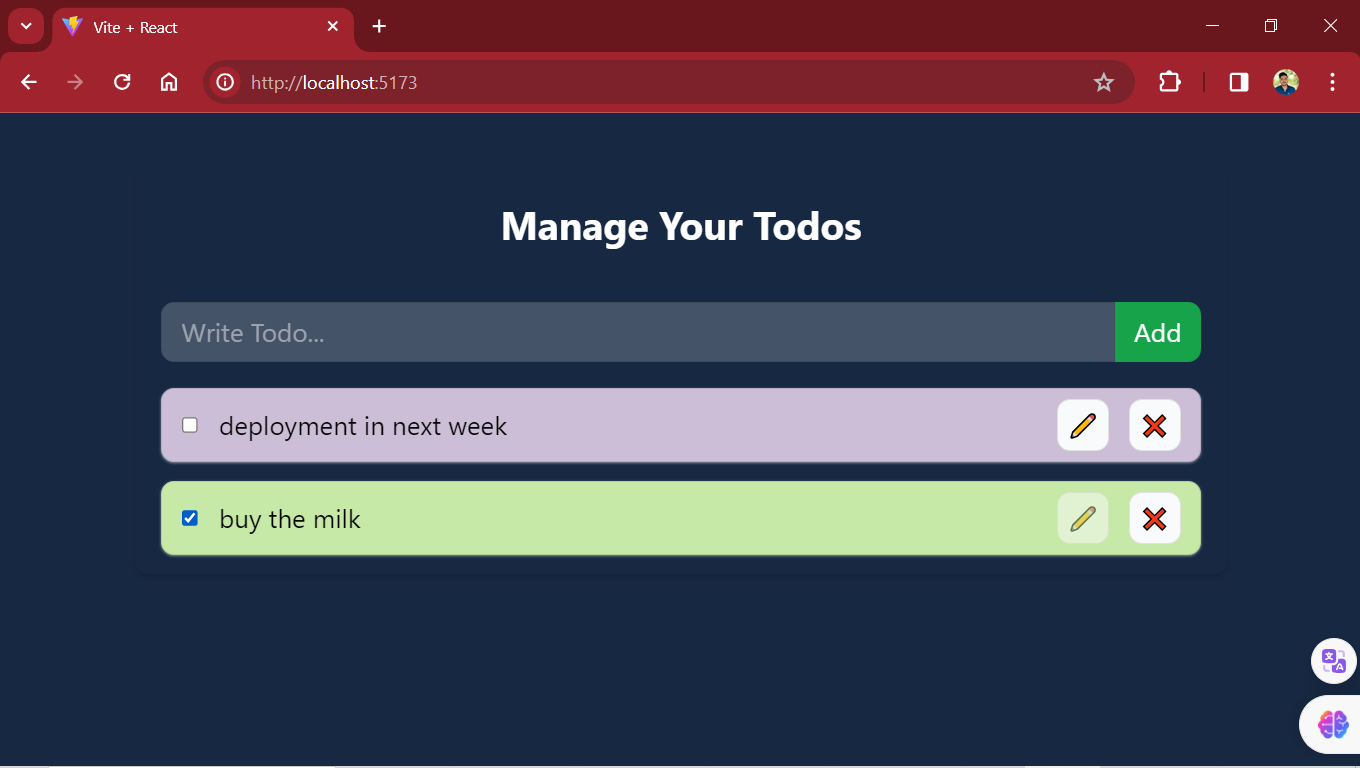 Vite + React
http://localhost:5173
Manage Your Todos
Write Todo...
Add
deployment in next week
buy the milk